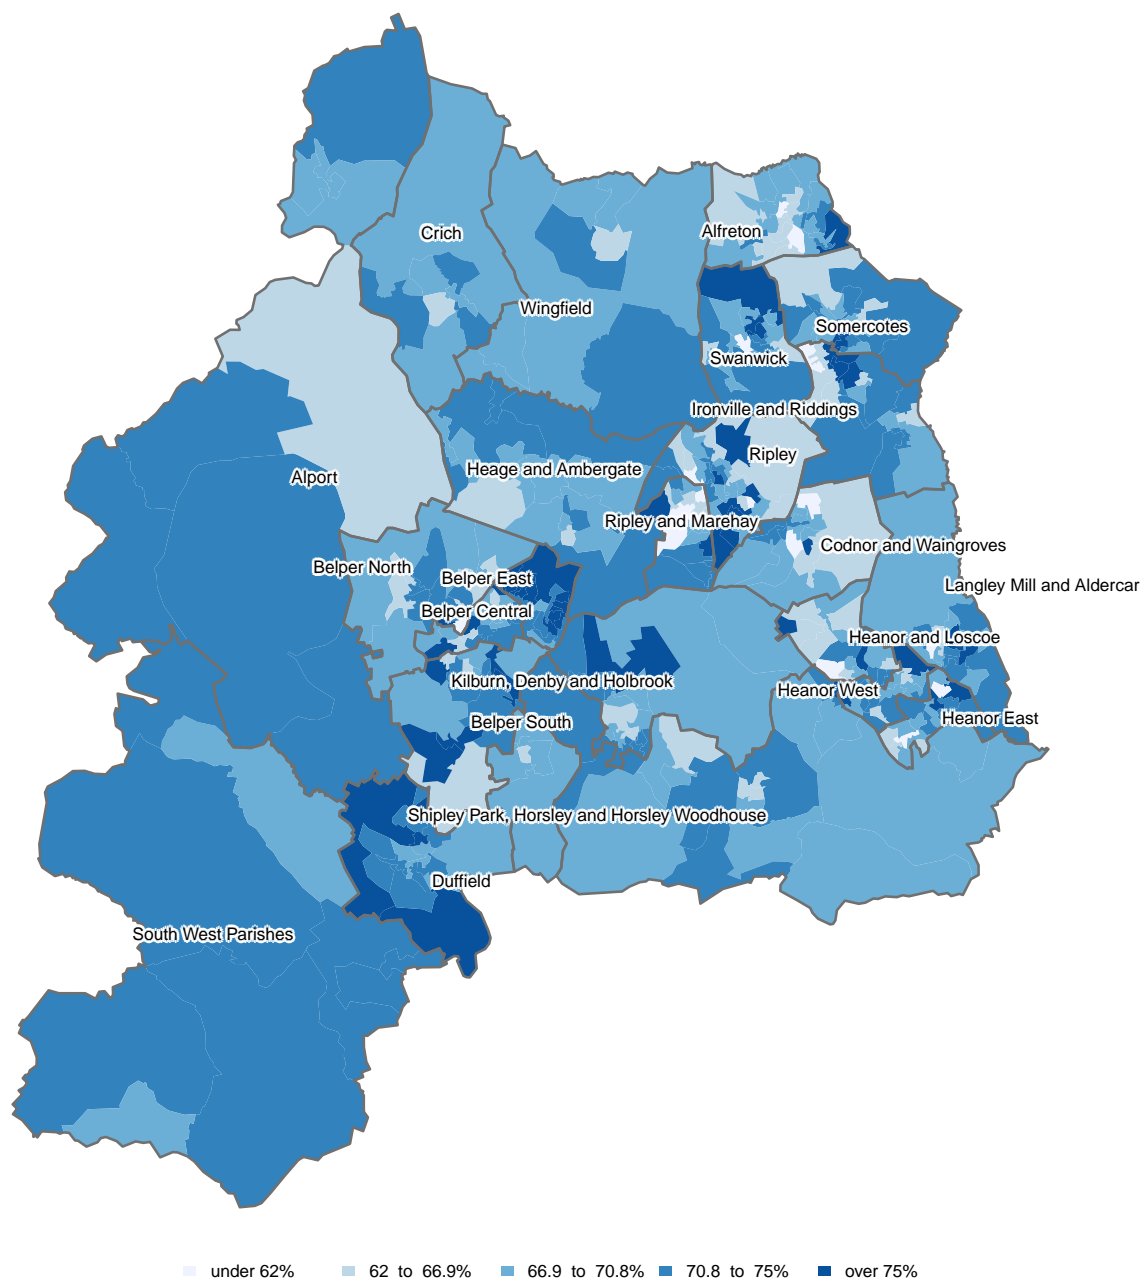 Crich
Alfreton
Wingfield
Somercotes
Swanwick
Ironville and Riddings
Ripley
Heage and Ambergate
Alport
Ripley and Marehay
Codnor and Waingroves
Belper North
Belper East
Langley Mill and Aldercar
Belper Central
Heanor and Loscoe
Kilburn, Denby and Holbrook
Heanor West
Belper South
Heanor East
Shipley Park, Horsley and Horsley Woodhouse
Duffield
South West Parishes
under 62% 62 to 66.9% 66.9 to 70.8% 70.8 to 75% over 75%